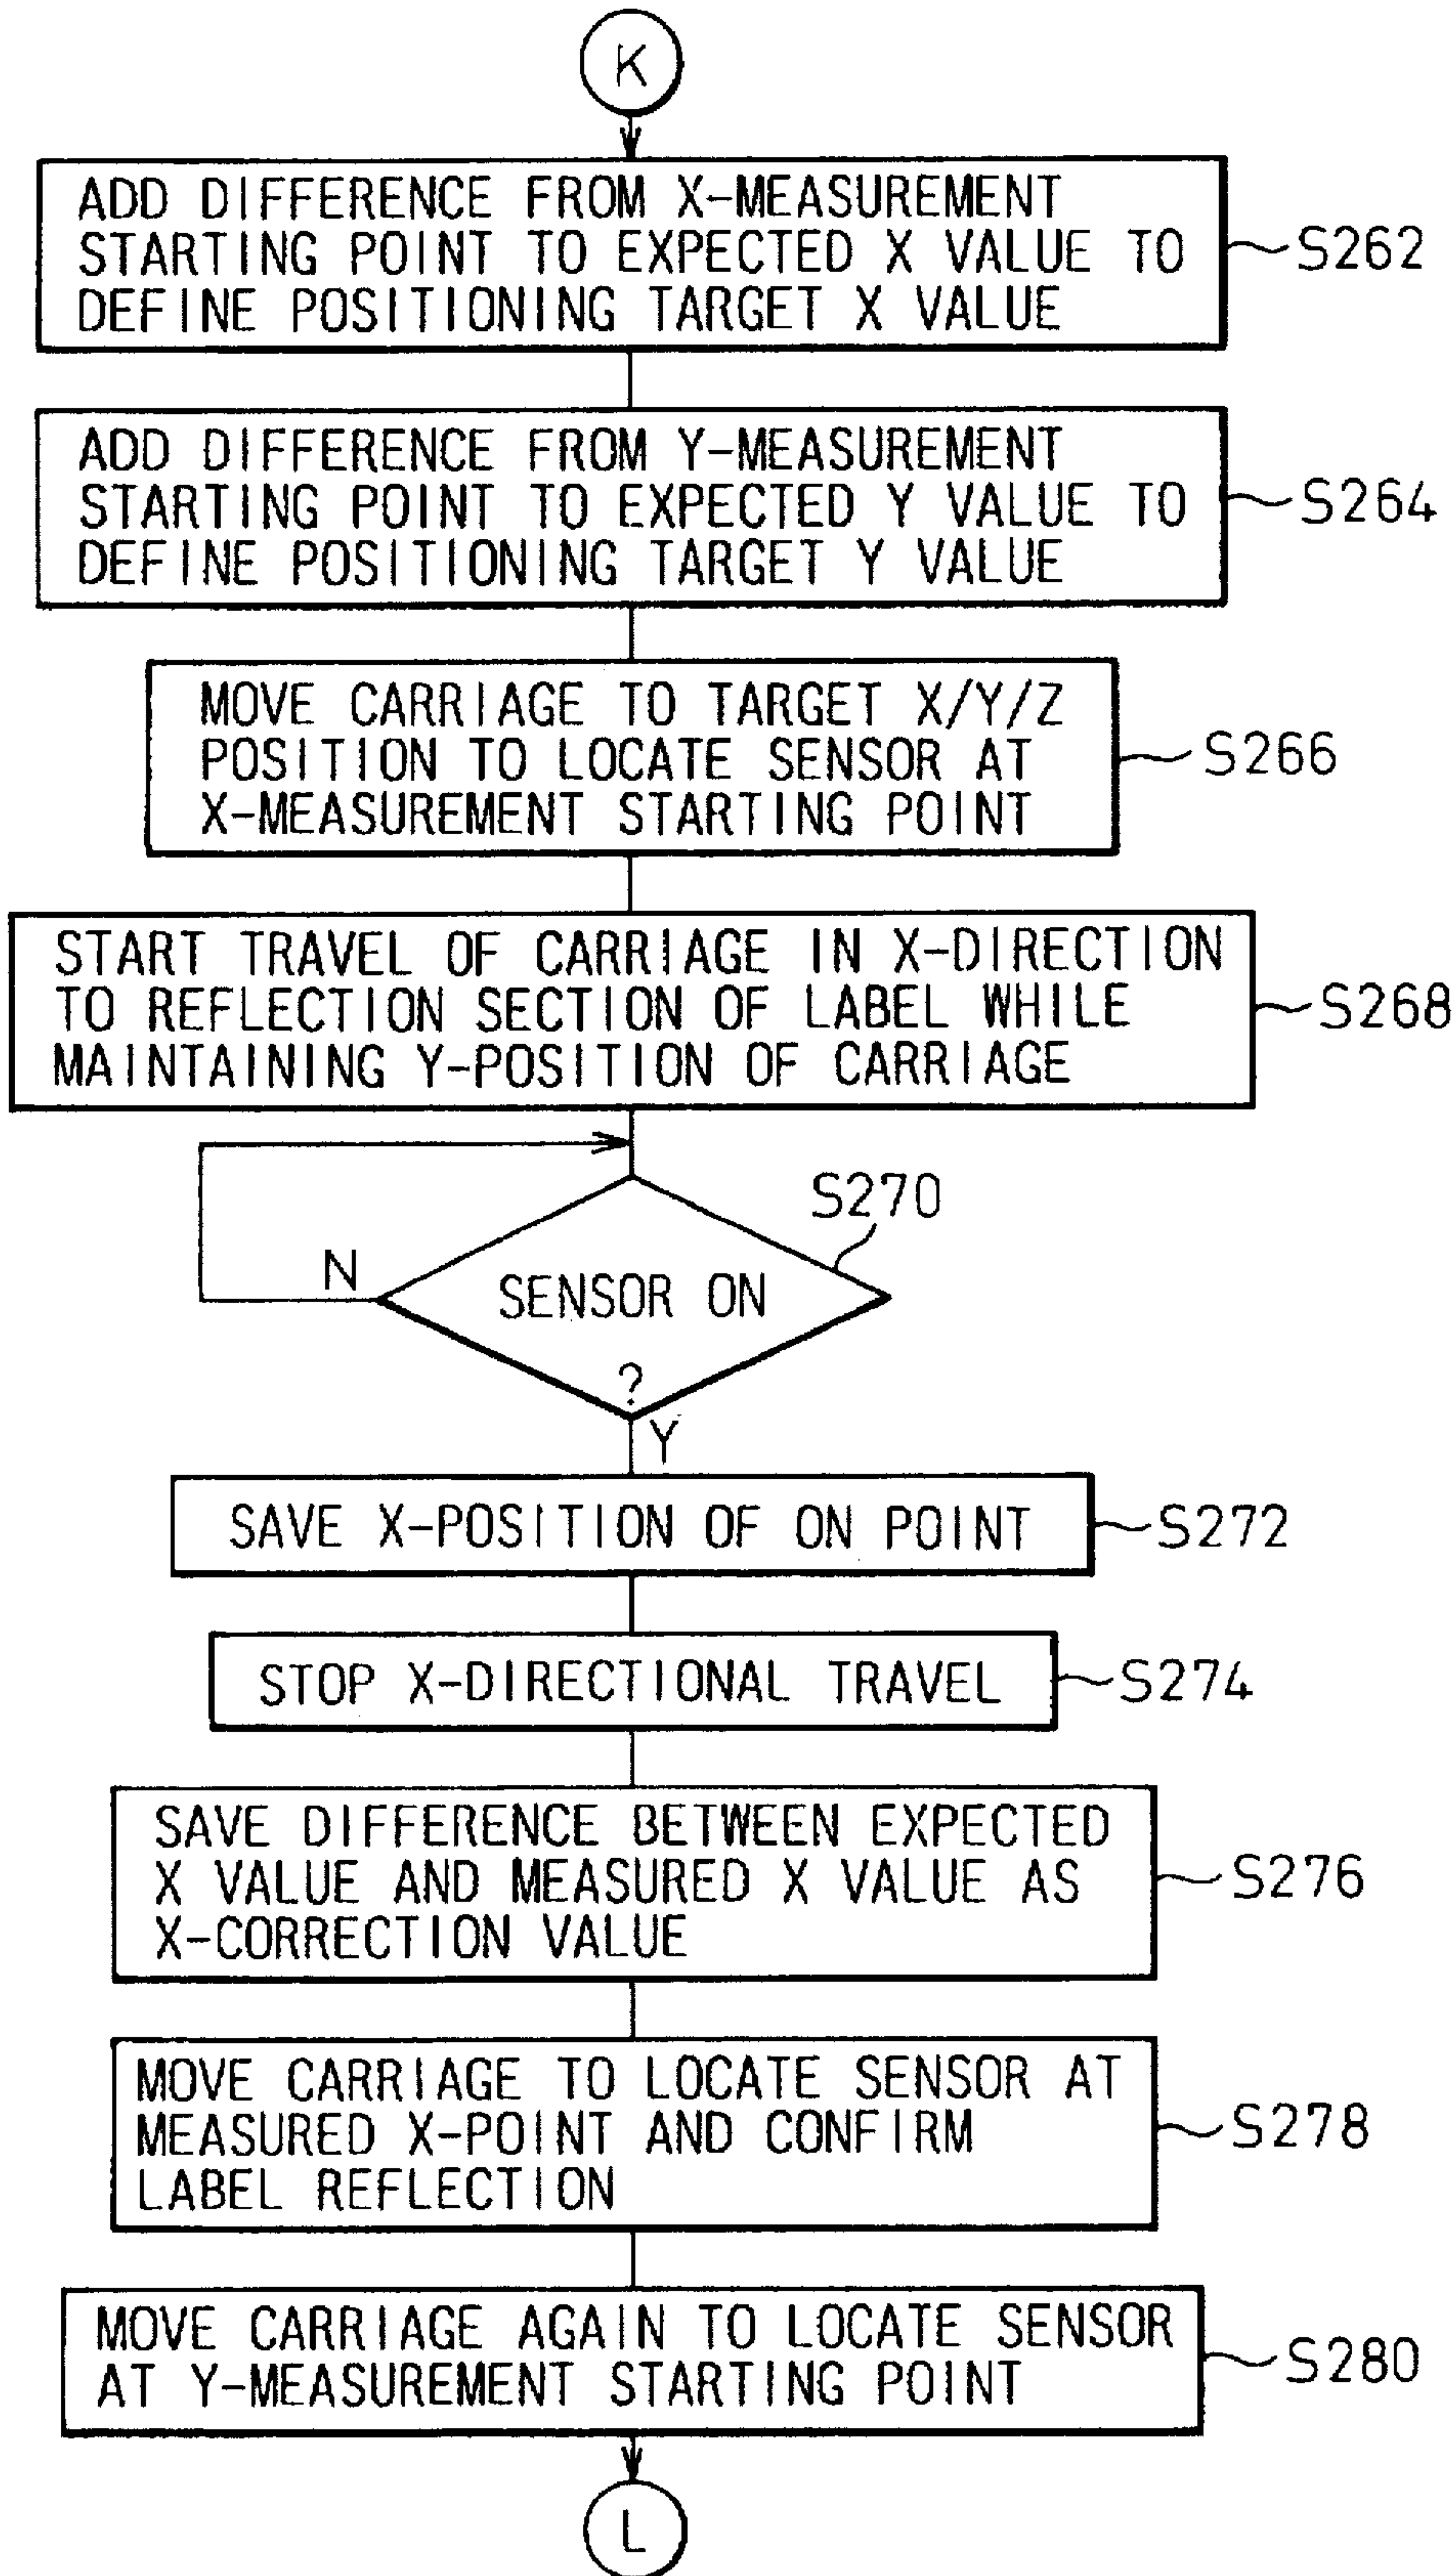 K
ADD DIFFERENCE FROM X-MEASUREMENT
STARTING POINT TO EXPECTED X VALUE TO
DEFINE POSITIONING TARGET X VALUE
S262
ADD DIFFERENCE FROM Y-MEASUREMENT
STARTING POINT TO EXPECTED Y VALUE TO
DEFINE POSITIONING TARGET Y VALUE
S264
MOVE CARRIAGE TO TARGET X/Y/Z
POSITION TO LOCATE SENSOR AT
X-MEASUREMENT STARTING POINT
S266
START TRAVEL OF CARRIAGE IN X-DIRECTION
TO REFLECTION SECTION OF LABEL WHILE
MAINTAINING Y-POSITION OF CARRIAGE
S268
S270
N
SENSOR ON
?
Y
SAVE X-POSITION OF ON POINT
S272
STOP X-DIRECTIONAL TRAVEL
S274
SAVE DIFFERENCE BETWEEN EXPECTED
X VALUE AND MEASURED X VALUE AS
X-CORRECTION VALUE
S276
MOVE CARRIAGE TO LOCATE SENSOR AT
MEASURED X-POINT AND CONFIRM
LABEL REFLECTION
S278
MOVE CARRIAGE AGAIN TO LOCATE SENSOR
AT Y-MEASUREMENT STARTING POINT
S280
L